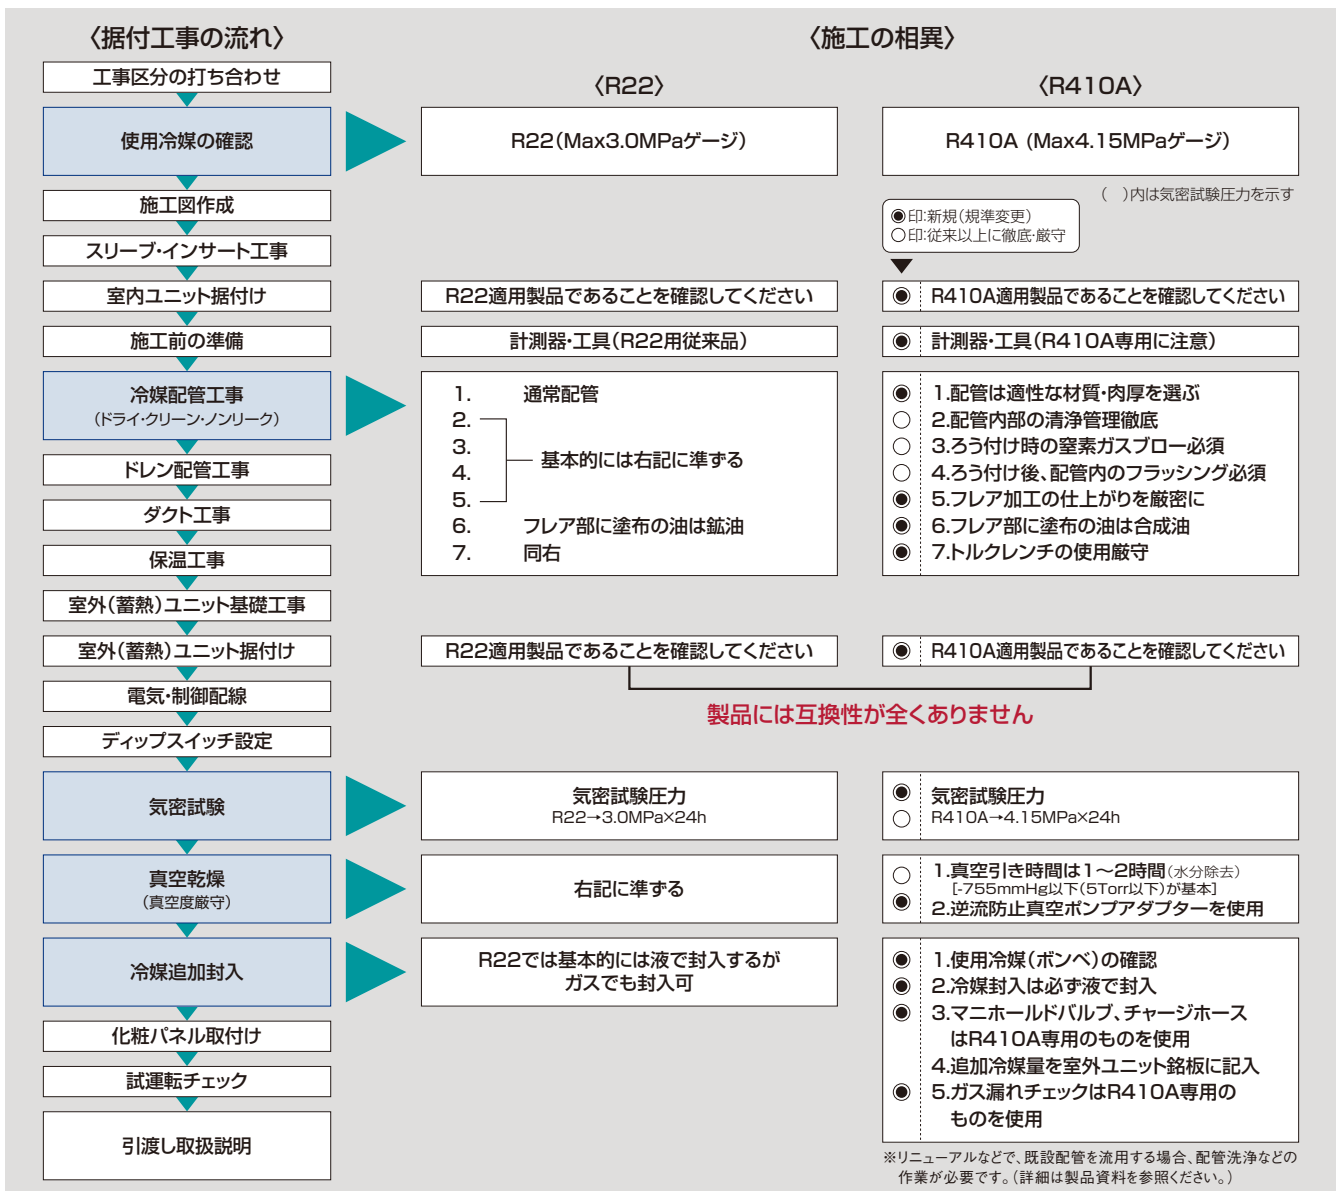 〈据付工事の流れ〉
〈施工の相異〉
工事区分の打ち合わせ
〈R22〉
〈R410A〉
使用冷媒の確認
R22(Max3.0MPaゲージ)
R410A (Max4.15MPaゲージ)
( )内は気密試験圧力を示す
施工図作成
◉印:新規(規準変更)
○印:従来以上に徹底・厳守
スリーブ・インサート工事
室内ユニット据付け
R22適用製品であることを確認してください
◉ R410A適用製品であることを確認してください
施工前の準備
計測器・工具(R22用従来品)
◉ 計測器・工具(R410A専用に注意)
冷媒配管工事
(ドライ・クリーン・ノンリーク)
1. 通常配管
2.
3.
4.
5.
基本的には右記に準ずる
6. フレア部に塗布の油は鉱油
7. 同右
◉ 1.配管は適性な材質・肉厚を選ぶ
○ 2.配管内部の清浄管理徹底
○ 3.ろう付け時の窒素ガスブロー必須
○ 4.ろう付け後、配管内のフラッシング必須
◉ 5.フレア加工の仕上がりを厳密に
◉ 6.フレア部に塗布の油は合成油
◉ 7.トルクレンチの使用厳守
ドレン配管工事
ダクト工事
保温工事
室外(蓄熱)ユニット基礎工事
室外(蓄熱)ユニット据付け
R22適用製品であることを確認してください
◉ R410A適用製品であることを確認してください
製品には互換性が全くありません
電気・制御配線
ディップスイッチ設定
気密試験
気密試験圧力
R22→3.0MPa×24h
◉ 気密試験圧力
○ R410A→4.15MPa×24h
真空乾燥
(真空度厳守)
右記に準ずる
○ 1.真空引き時間は1〜2時間(水分除去)
[-755mmHg以下(5Torr以下)が基本]
◉ 2.逆流防止真空ポンプアダプターを使用
冷媒追加封入
R22では基本的には液で封入するが
ガスでも封入可
◉ 1.使用冷媒(ボンベ)の確認
◉ 2.冷媒封入は必ず液で封入
◉ 3.マニホールドバルブ、チャージホース
はR410A専用のものを使用
4.追加冷媒量を室外ユニット銘板に記入
◉ 5.ガス漏れチェックはR410A専用の
ものを使用
化粧パネル取付け
試運転チェック
引渡し取扱説明
※リニューアルなどで、既設配管を流用する場合、配管洗浄などの
作業が必要です。(詳細は製品資料を参照ください。)